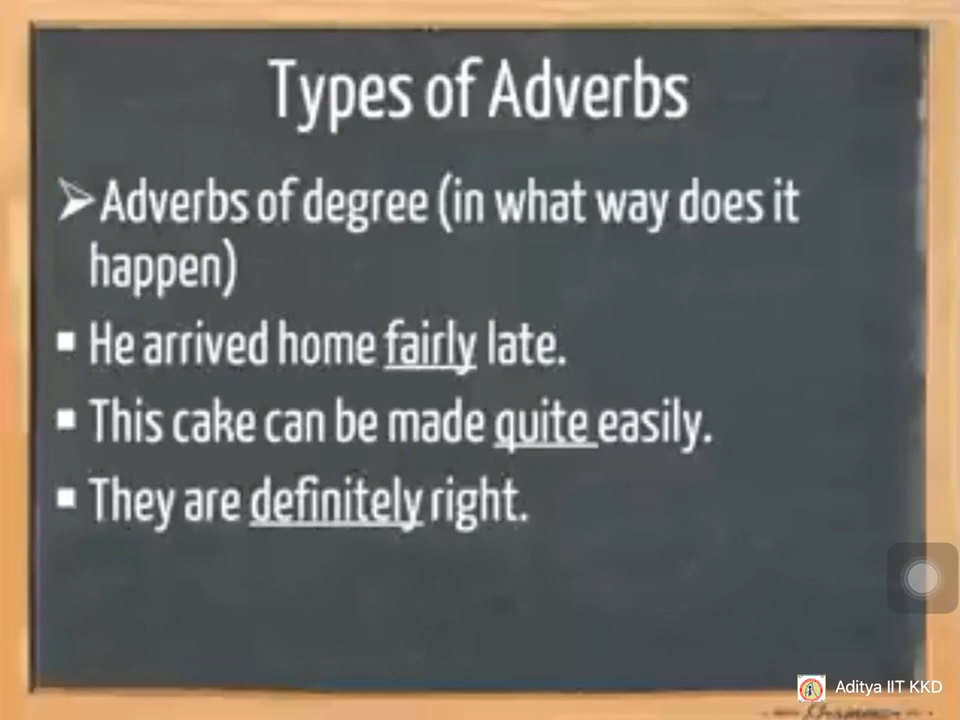 Types of Adverbs
➢Adverbs of degree (in what way does it
happen)
▪ He arrived home fairly late.
▪ This cake can be made quite easily.
▪ They are definitely right.
Aditya IIT KKD